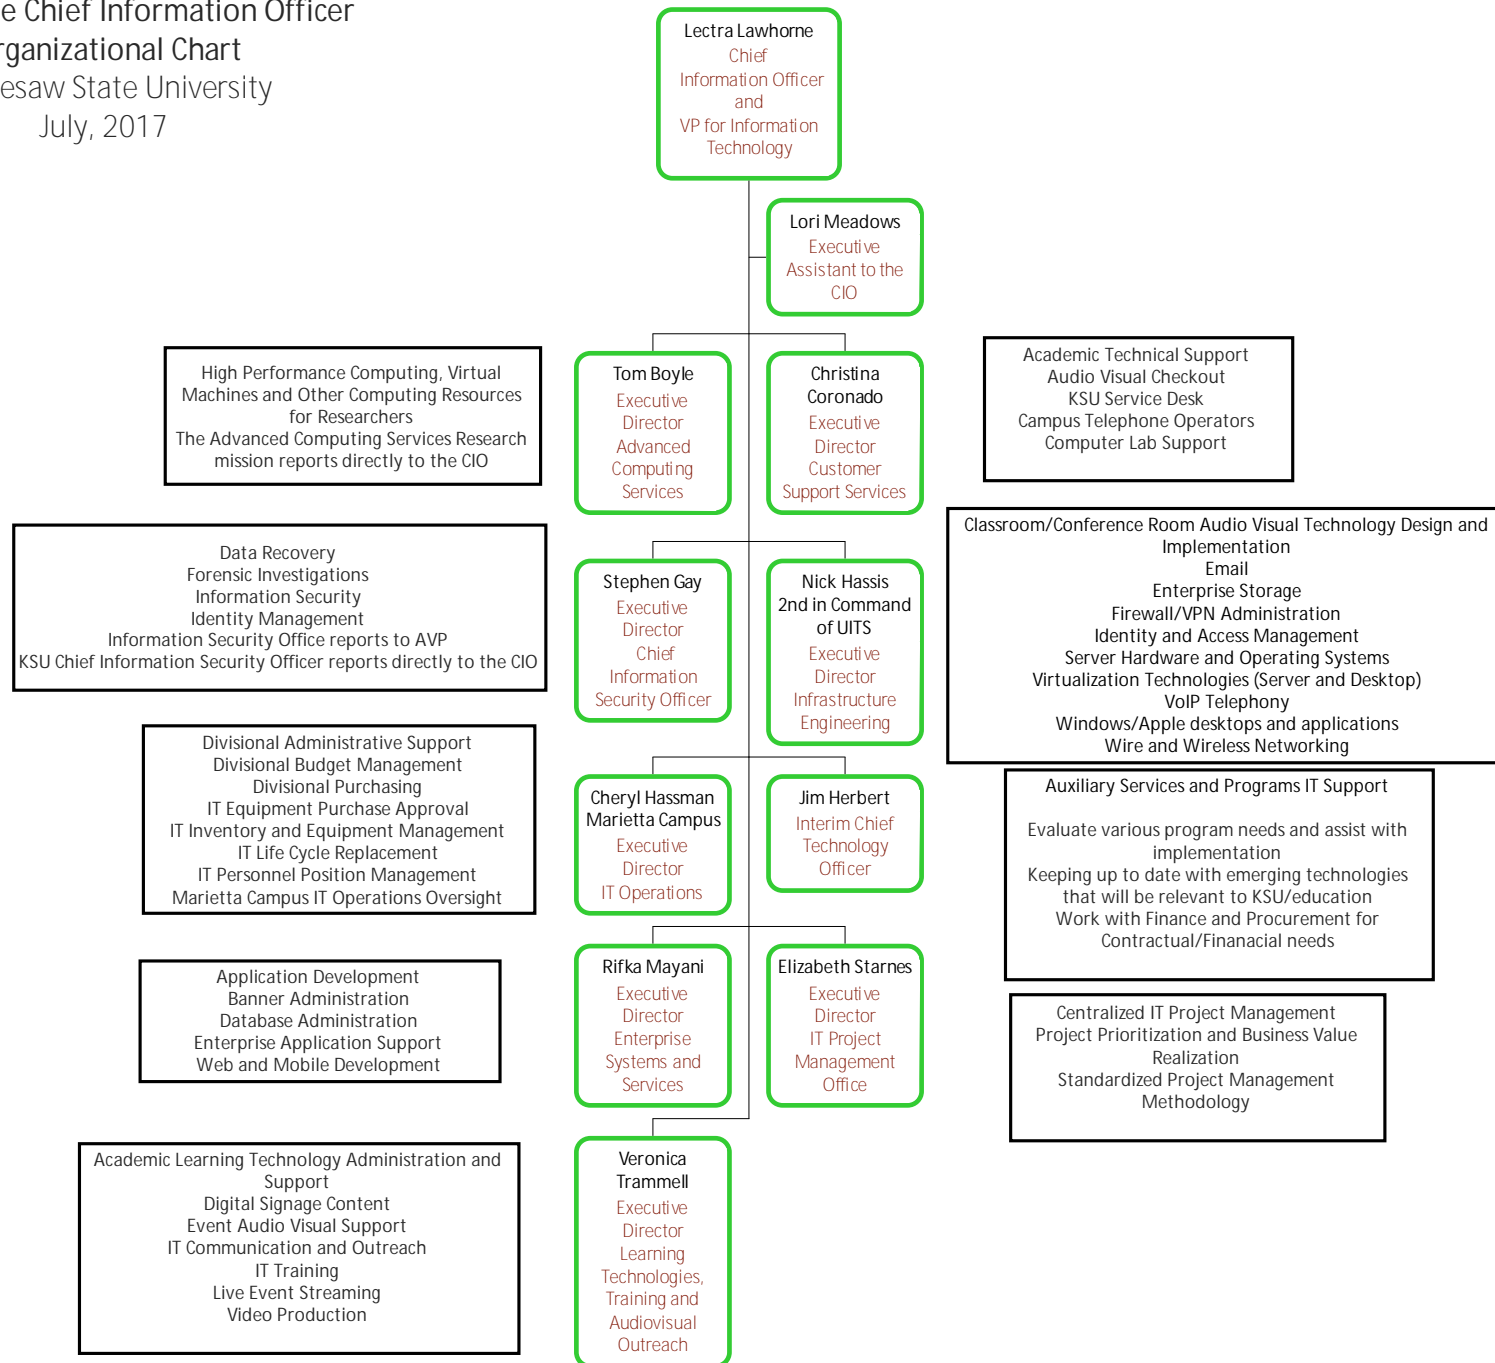 Chief Information Officer
Chart
State University
July, 2017
Lectra Lawhorne
Chief
Information Officer
and
VP for Information
Technology
Lori Meadows
Executive
Assistant to the
CIO
High Performance Computing, Virtual
Machines and Other Computing Resources
for Researchers
The Advanced Computing Services Research
mission reports directly to the CIO
Tom Boyle
Executive
Director
Advanced
Computing
Services
Christina
Coronado
Executive
Director
Customer
Support Services
Academic Technical Support
Audio Visual Checkout
KSU Service Desk
Campus Telephone Operators
Computer Lab Support
Data Recovery
Forensic Investigations
Information Security
Identity Management
Information Security Office reports to AVP
KSU Chief Information Security Officer reports directly to the CIO
Stephen Gay
Executive
Director
Chief
Information
Security Officer
Nick Hassis
2nd in Command
of UITS
Executive
Director
Infrastructure
Engineering
Classroom/Conference Room Audio Visual Technology Design and
Implementation
Email
Enterprise Storage
Firewall/VPN Administration
Identity and Access Management
Server Hardware and Operating Systems
Virtualization Technologies (Server and Desktop)
VoIP Telephony
Windows/Apple desktops and applications
Wire and Wireless Networking
Divisional Administrative Support
Divisional Budget Management
Divisional Purchasing
IT Equipment Purchase Approval
IT Inventory and Equipment Management
IT Life Cycle Replacement
IT Personnel Position Management
Marietta Campus IT Operations Oversight
Cheryl Hassman
Marietta Campus
Executive
Director
IT Operations
Jim Herbert
Interim Chief
Technology
Officer
Auxiliary Services and Programs IT Support
Evaluate various program needs and assist with
implementation
Keeping up to date with emerging technologies
that will be relevant to KSU/education
Work with Finance and Procurement for
Contractual/Finanacial needs
Application Development
Banner Administration
Database Administration
Enterprise Application Support
Web and Mobile Development
Rifka Mayani
Executive
Director
Enterprise
Systems and
Services
Elizabeth Starnes
Executive
Director
IT Project
Management
Office
Centralized IT Project Management
Project Prioritization and Business Value
Realization
Standardized Project Management
Methodology
Academic Learning Technology Administration and
Support
Digital Signage Content
Event Audio Visual Support
IT Communication and Outreach
IT Training
Live Event Streaming
Video Production
Veronica
Trammell
Executive
Director
Learning
Technologies,
Training and
Audiovisual
Outreach